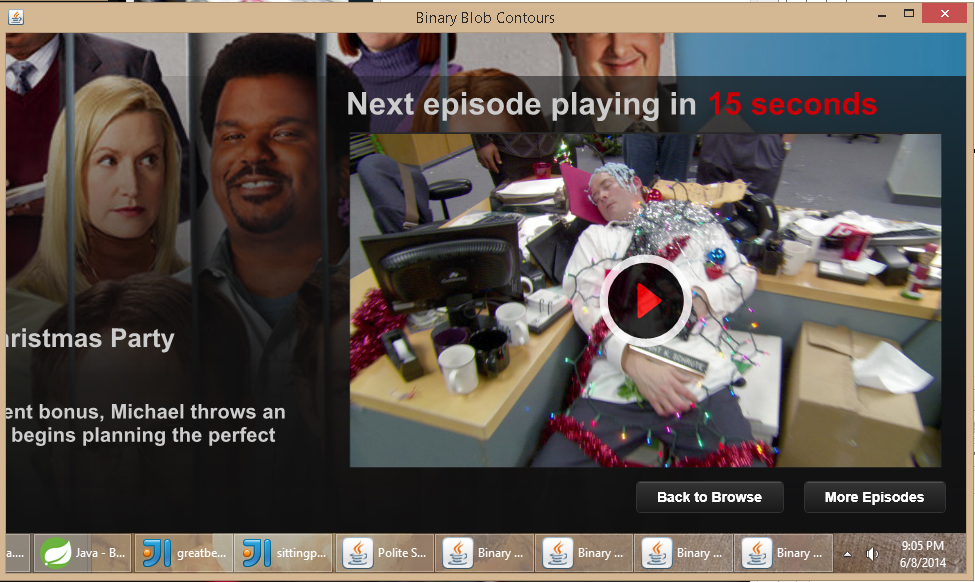 Binary Blob Contours
Next episode playing in 15 seconds
hristmas Party
ent bonus, Michael throws an
begins planning the perfect
Back to Browse
More Episodes
a....
Java - B...
greatbe...
sittingp...
Polite S...
Binary ...
Binary ...
Binary ...
Binary ...
9:05 PM
6/8/2014